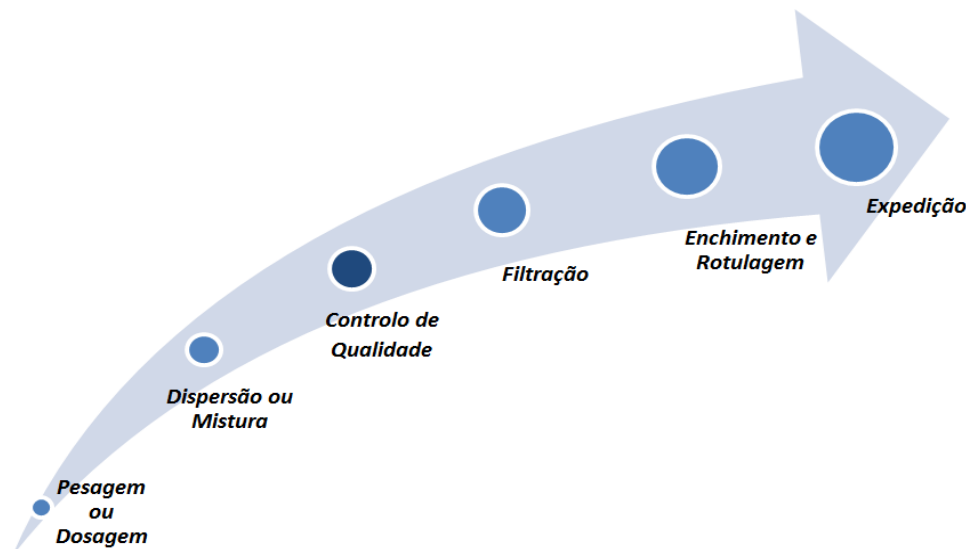 Pesagem
ou
Dosagem
Dispersão ou
Mistura
Controlo de
Qualidade
Filtração
Enchimento e
Rotulagem
Expedição